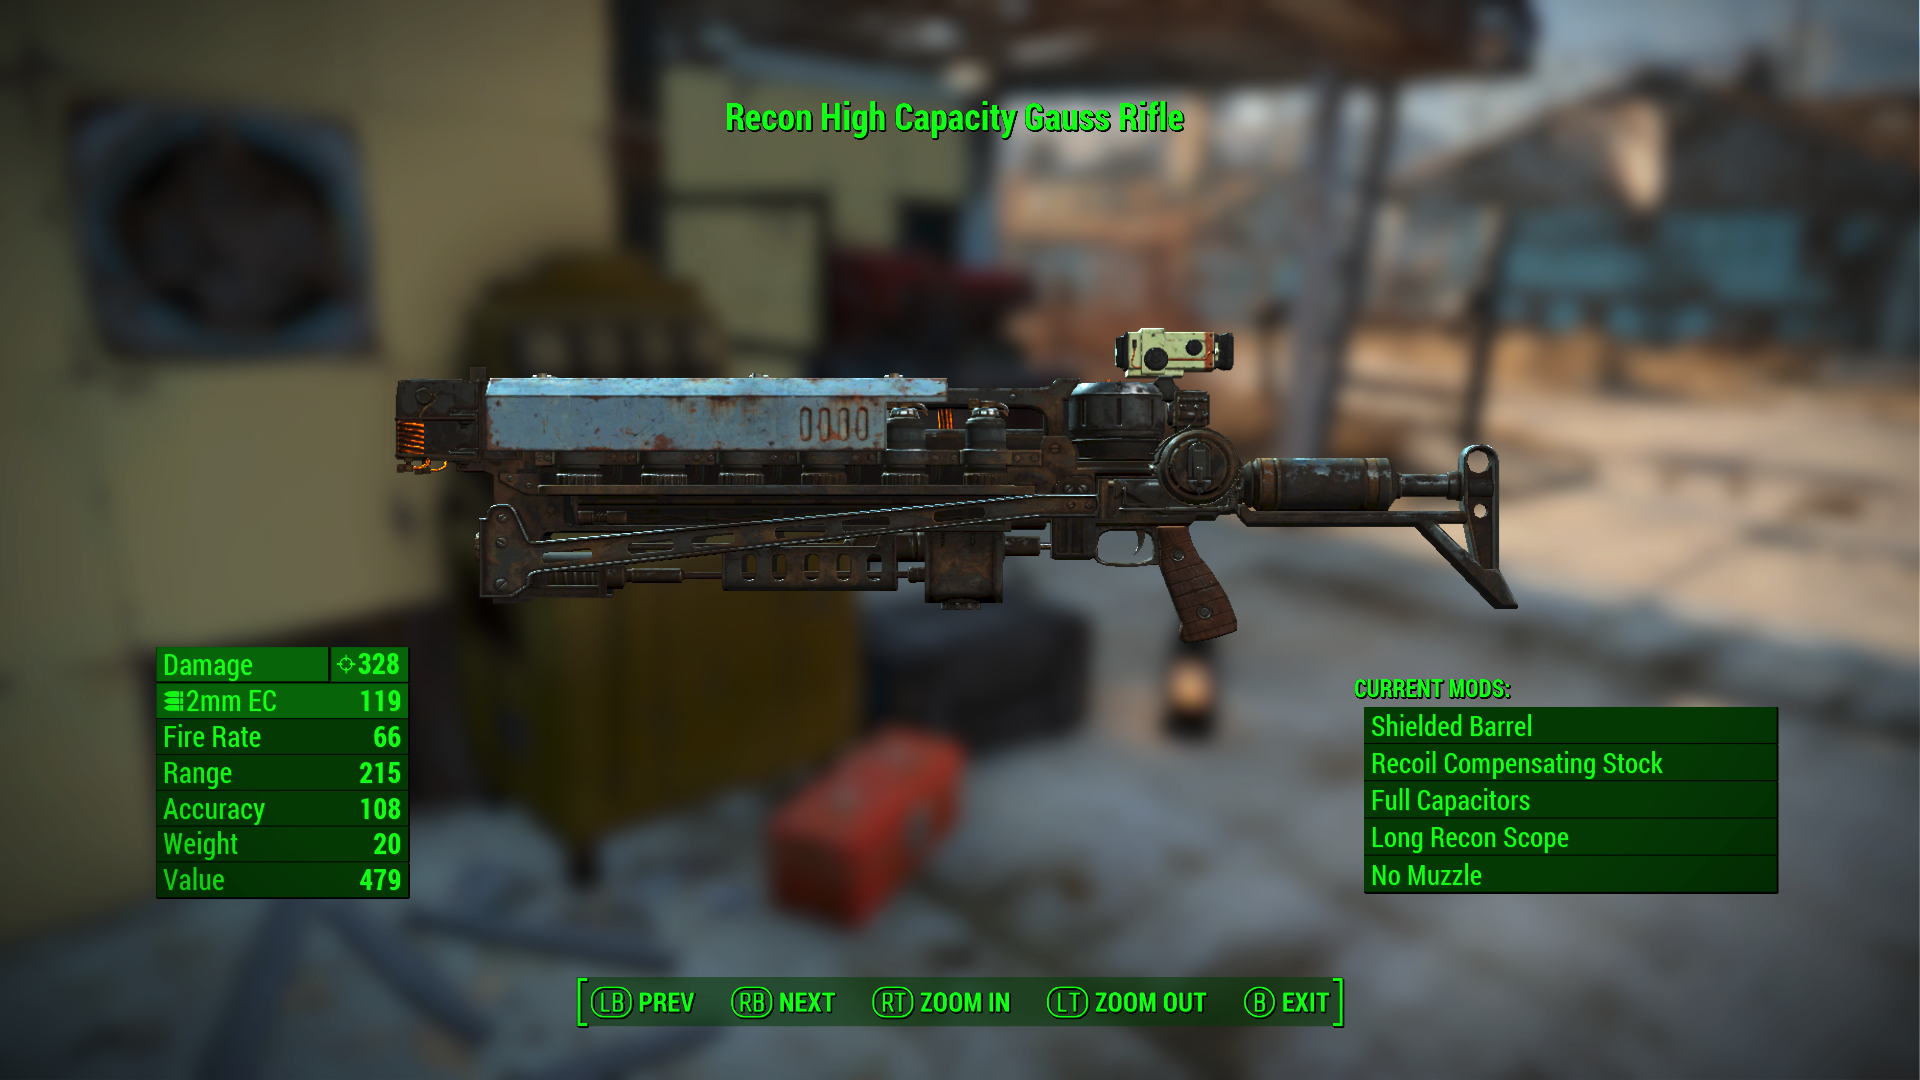 Recon High Capacity Gauss Rifle
Damage 328
2mm EC 119
Fire Rate 66
Range 215
Accuracy 108
Weight 20
Value 479
CURRENT MODS:
Shielded Barrel
Recoil Compensating Stock
Full Capacitors
Long Recon Scope
No Muzzle
LB PREV RB NEXT RT ZOOM IN LT ZOOM OUT B EXIT